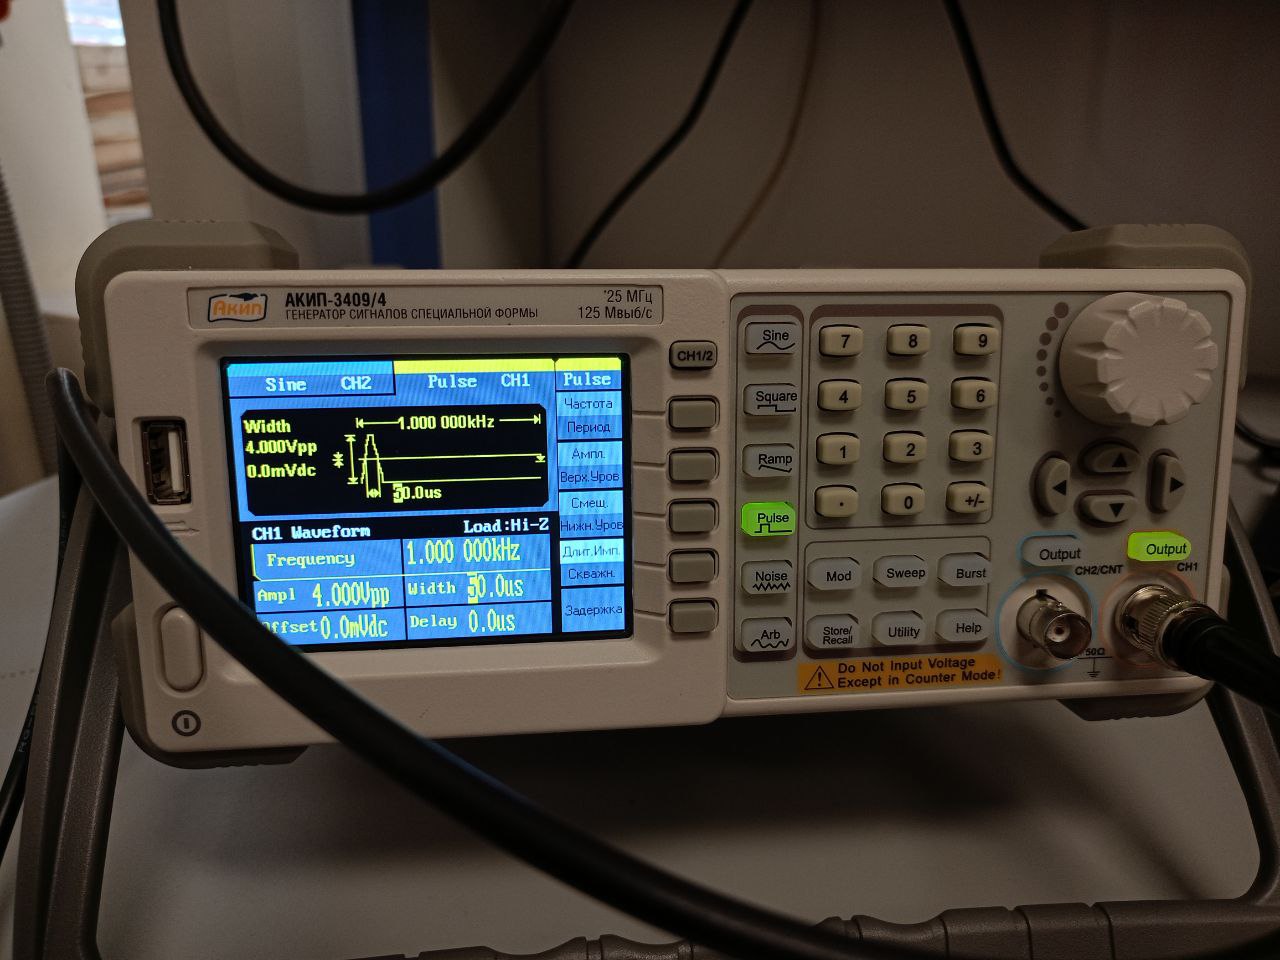 Акип
АКИП-3409/4
ГЕНЕРАТОР СИГНАЛОВ СПЕЦИАЛЬНОЙ ФОРМЫ
*25 МГц
125 Мвыб/с
Sine CH2
Pulse CH1
Pulse
Width
4.000Vpp
0.0mVdc
1.000 000kHz
50.0us
CH1 Waveform
Load:Hi-Z
Frequency
1.000 000kHz
Ampl 4.000Vpp
Width 50.0us
ffset 0.0mVdc
Delay 0.0us
Частота
Период
Ампл.
Верх.Уров
Смещ.
Нижн.Уров
Длит.Имп.
Скважн.
Задержка
CH1/2
Sine
Square
Ramp
Pulse
Noise
Arb
7 8 9
4 5 6
1 2 3
. 0 +/-
Mod Sweep Burst
Store/
Recall
Utility Help
Do Not Input Voltage
Except in Counter Mode!
Output
CH2/CNT
Output
CH1
50Ω